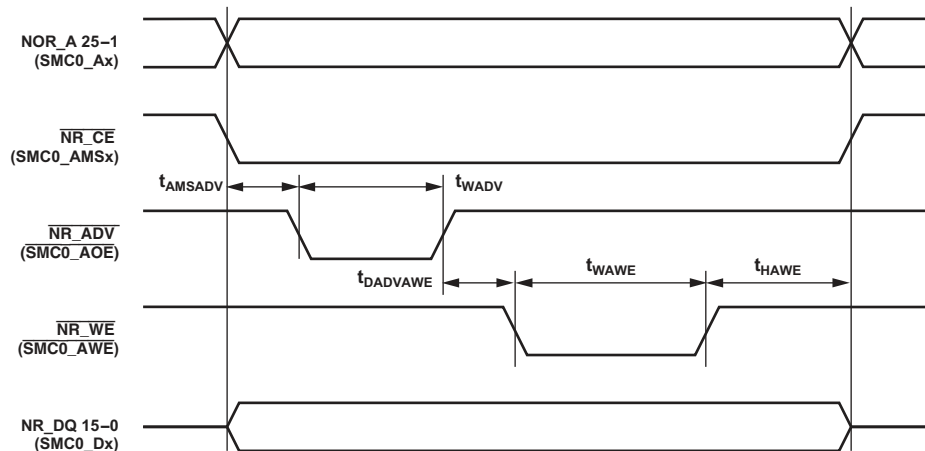 NOR_A 25–1
(SMC0_Ax)
NR_CE
(SMC0_AMSx)
tAMSADV
tWADV
NR_ADV
(SMC0_AOE)
tDADVAWE
tWAWE
tHAWE
NR_WE
(SMC0_AWE)
NR_DQ 15–0
(SMC0_Dx)